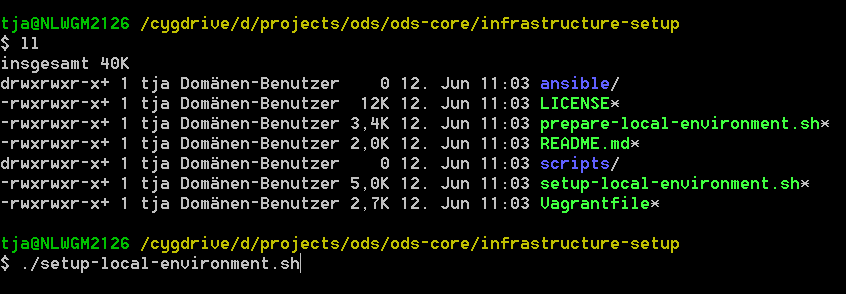 tja@NLWGM2126 /cygdrive/d/projects/ods/ods-core/infrastructure-setup
$ ll
insgesamt 40K
drwxrwxr-x+ 1 tja Domänen-Benutzer    0 12. Jun 11:03 ansible/
-rwxrwxr-x+ 1 tja Domänen-Benutzer  12K 12. Jun 11:03 LICENSE*
-rwxrwxr-x+ 1 tja Domänen-Benutzer 3,4K 12. Jun 11:03 prepare-local-environment.sh*
-rwxrwxr-x+ 1 tja Domänen-Benutzer 2,0K 12. Jun 11:03 README.md*
drwxrwxr-x+ 1 tja Domänen-Benutzer    0 12. Jun 11:03 scripts/
-rwxrwxr-x+ 1 tja Domänen-Benutzer 5,0K 12. Jun 11:03 setup-local-environment.sh*
-rwxrwxr-x+ 1 tja Domänen-Benutzer 2,7K 12. Jun 11:03 Vagrantfile*
tja@NLWGM2126 /cygdrive/d/projects/ods/ods-core/infrastructure-setup
$ ./setup-local-environment.sh